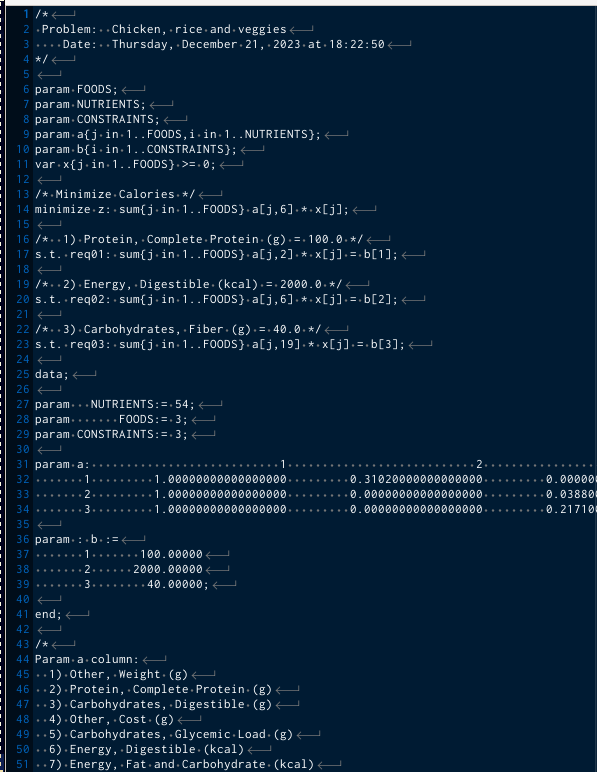 1 /*
2 Problem: Chicken, rice and veggies
3 Date: Thursday, December 21, 2023 at 18:22:50
4 */
5
6 param FOODS;
7 param NUTRIENTS;
8 param CONSTRAINTS;
9 param a{j in 1..FOODS,i in 1..NUTRIENTS};
10 param b{i in 1..CONSTRAINTS};
11 var x{j in 1..FOODS} >= 0;
12
13 /* Minimize Calories */
14 minimize z: sum{j in 1..FOODS} a[j,6] * x[j];
15
16 /* 1) Protein, Complete Protein (g) = 100.0 */
17 s.t. req01: sum{j in 1..FOODS} a[j,2] * x[j] = b[1];
18
19 /* 2) Energy, Digestible (kcal) = 2000.0 */
20 s.t. req02: sum{j in 1..FOODS} a[j,6] * x[j] = b[2];
21
22 /* 3) Carbohydrates, Fiber (g) = 40.0 */
23 s.t. req03: sum{j in 1..FOODS} a[j,19] * x[j] = b[3];
24
25 data;
26
27 param NUTRIENTS:= 54;
28 param FOODS:= 3;
29 param CONSTRAINTS:= 3;
30
31 param a: 1 2
32 1 1.00000000000000000 0.31020000000000000 0.00000
33 2 1.00000000000000000 0.00000000000000000 0.03880
34 3 1.00000000000000000 0.00000000000000000 0.21710
35
36 param : b :=
37 1 100.00000
38 2 2000.00000
39 3 40.00000;
40
41 end;
42
43 /*
44 Param a column:
45 1) Other, Weight (g)
46 2) Protein, Complete Protein (g)
47 3) Carbohydrates, Digestible (g)
48 4) Other, Cost (g)
49 5) Carbohydrates, Glycemic Load (g)
50 6) Energy, Digestible (kcal)
51 7) Energy, Fat and Carbohydrate (kcal)